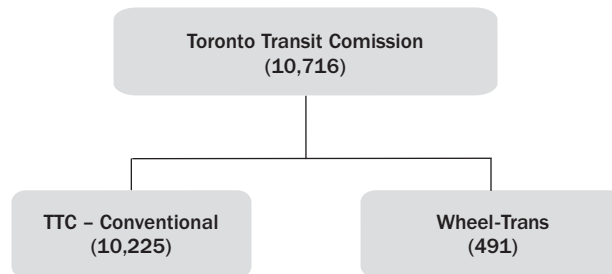 Toronto Transit Comission
(10,716)
TTC – Conventional
(10,225)
Wheel-Trans
(491)